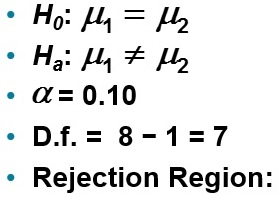 • H₀: μ₁ = μ₂
• Hₐ: μ₁ ≠ μ₂
• α = 0.10
• D.f. = 8 − 1 = 7
• Rejection Region: